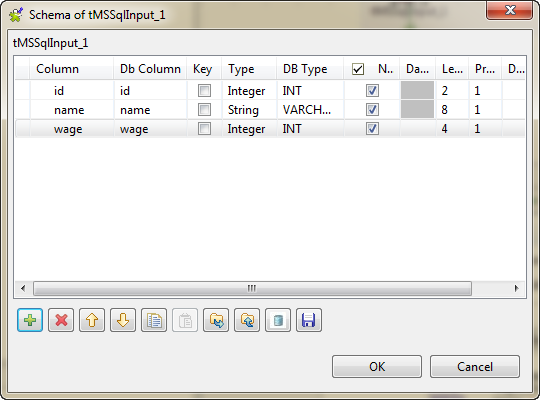 Schema of tMSSqlInput_1
tMSSqlInput_1
Column Db Column Key Type DB Type N.. Da... Le... Pr... D...
id id Integer INT 2 1
name name String VARCH... 8 1
wage wage Integer INT 4 1
OK Cancel